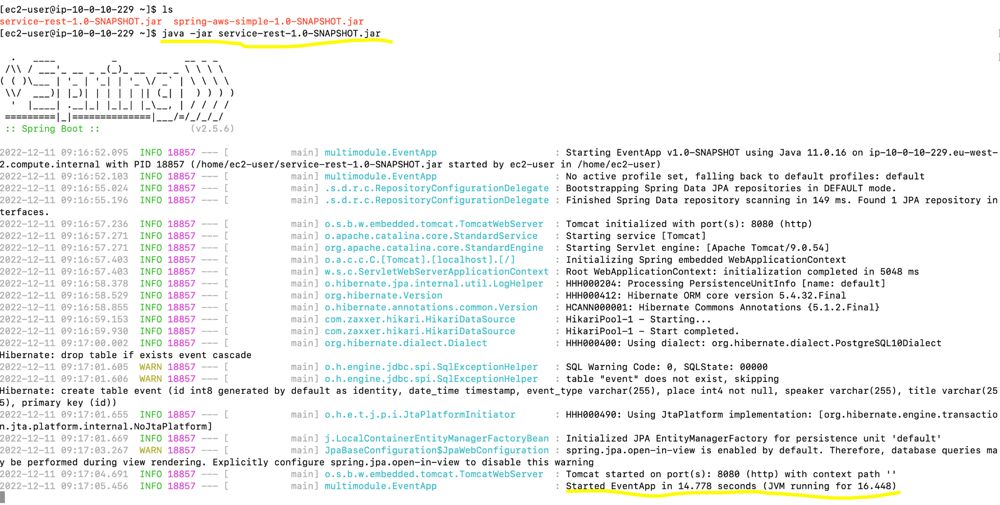 [ec2-user@ip-10-0-10-229 ~]$ ls
service-rest-1.0-SNAPSHOT.jar  spring-aws-simple-1.0-SNAPSHOT.jar
[ec2-user@ip-10-0-10-229 ~]$ java -jar service-rest-1.0-SNAPSHOT.jar
  .   ____          _            __ _ _
 /\\ / ___'_ __ _ _(_)_ __  __ _ \ \ \ \
( ( )\___ | '_ | '_| | '_ \/ _` | \ \ \ \
 \\/  ___)| |_)| | | | | || (_| |  ) ) ) )
  '  |____| .__|_| |_|_| |_\__, | / / / /
 =========|_|==============|___/=/_/_/_/
 :: Spring Boot ::                (v2.5.6)
2022-12-11 09:16:52.095  INFO 18857 --- [           main] multimodule.EventApp                     : Starting EventApp v1.0-SNAPSHOT using Java 11.0.16 on ip-10-0-10-229.eu-west-
2.compute.internal with PID 18857 (/home/ec2-user/service-rest-1.0-SNAPSHOT.jar started by ec2-user in /home/ec2-user)
2022-12-11 09:16:52.103  INFO 18857 --- [           main] multimodule.EventApp                     : No active profile set, falling back to default profiles: default
2022-12-11 09:16:55.024  INFO 18857 --- [           main] .s.d.r.c.RepositoryConfigurationDelegate : Bootstrapping Spring Data JPA repositories in DEFAULT mode.
2022-12-11 09:16:55.196  INFO 18857 --- [           main] .s.d.r.c.RepositoryConfigurationDelegate : Finished Spring Data repository scanning in 149 ms. Found 1 JPA repository in
terfaces.
2022-12-11 09:16:57.236  INFO 18857 --- [           main] o.s.b.w.embedded.tomcat.TomcatWebServer  : Tomcat initialized with port(s): 8080 (http)
2022-12-11 09:16:57.271  INFO 18857 --- [           main] o.apache.catalina.core.StandardService   : Starting service [Tomcat]
2022-12-11 09:16:57.271  INFO 18857 --- [           main] org.apache.catalina.core.StandardEngine  : Starting Servlet engine: [Apache Tomcat/9.0.54]
2022-12-11 09:16:57.403  INFO 18857 --- [           main] o.a.c.c.C.[Tomcat].[localhost].[/]       : Initializing Spring embedded WebApplicationContext
2022-12-11 09:16:57.403  INFO 18857 --- [           main] w.s.c.ServletWebServerApplicationContext : Root WebApplicationContext: initialization completed in 5048 ms
2022-12-11 09:16:58.378  INFO 18857 --- [           main] o.hibernate.jpa.internal.util.LogHelper  : HHH000204: Processing PersistenceUnitInfo [name: default]
2022-12-11 09:16:58.529  INFO 18857 --- [           main] org.hibernate.Version                    : HHH000412: Hibernate ORM core version 5.4.32.Final
2022-12-11 09:16:58.855  INFO 18857 --- [           main] o.hibernate.annotations.common.Version   : HCANN000001: Hibernate Commons Annotations {5.1.2.Final}
2022-12-11 09:16:59.153  INFO 18857 --- [           main] com.zaxxer.hikari.HikariDataSource       : HikariPool-1 - Starting...
2022-12-11 09:16:59.930  INFO 18857 --- [           main] com.zaxxer.hikari.HikariDataSource       : HikariPool-1 - Start completed.
2022-12-11 09:17:00.002  INFO 18857 --- [           main] org.hibernate.dialect.Dialect            : HHH000400: Using dialect: org.hibernate.dialect.PostgreSQL10Dialect
Hibernate: drop table if exists event cascade
2022-12-11 09:17:01.605  WARN 18857 --- [           main] o.h.engine.jdbc.spi.SqlExceptionHelper   : SQL Warning Code: 0, SQLState: 00000
2022-12-11 09:17:01.606  WARN 18857 --- [           main] o.h.engine.jdbc.spi.SqlExceptionHelper   : table "event" does not exist, skipping
Hibernate: create table event (id int8 generated by default as identity, date_time timestamp, event_type varchar(255), place int4 not null, speaker varchar(255), title varchar(25
5), primary key (id))
2022-12-11 09:17:01.655  INFO 18857 --- [           main] o.h.e.t.j.p.i.JtaPlatformInitiator       : HHH000490: Using JtaPlatform implementation: [org.hibernate.engine.transactio
n.jta.platform.internal.NoJtaPlatform]
2022-12-11 09:17:01.669  INFO 18857 --- [           main] j.LocalContainerEntityManagerFactoryBean : Initialized JPA EntityManagerFactory for persistence unit 'default'
2022-12-11 09:17:03.267  WARN 18857 --- [           main] JpaBaseConfiguration$JpaWebConfiguration : spring.jpa.open-in-view is enabled by default. Therefore, database queries ma
y be performed during view rendering. Explicitly configure spring.jpa.open-in-view to disable this warning
2022-12-11 09:17:04.691  INFO 18857 --- [           main] o.s.b.w.embedded.tomcat.TomcatWebServer  : Tomcat started on port(s): 8080 (http) with context path ''
2022-12-11 09:17:05.456  INFO 18857 --- [           main] multimodule.EventApp                     : Started EventApp in 14.778 seconds (JVM running for 16.448)